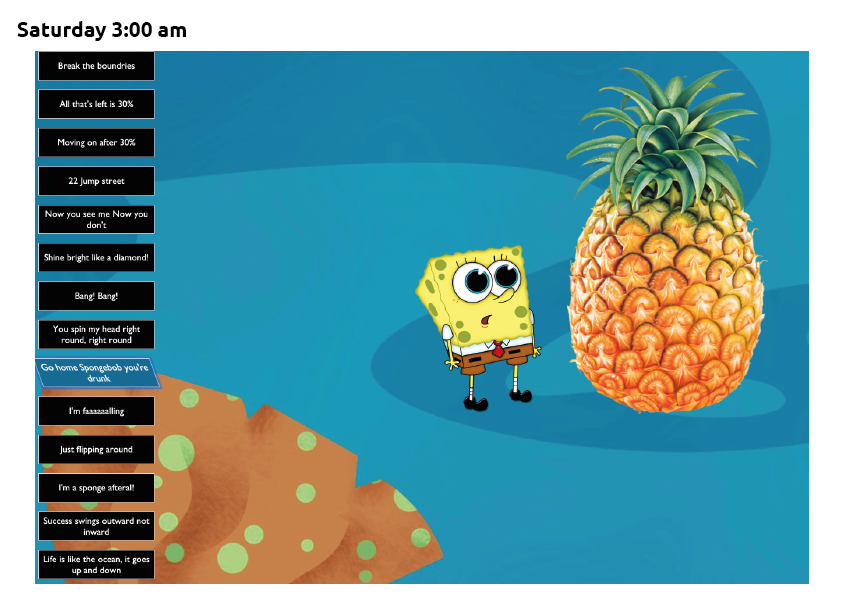 Saturday 3:00 am
Break the boundries
All that's left is 30%
Moving on after 30%
22 Jump street
Now you see me Now you
don't
Shine bright like a diamond!
Bang! Bang!
You spin my head right
round, right round
Go home Spongebob you're
drunk
I'm faaaaaalling
Just flipping around
I'm a sponge afteral!
Success swings outward not
inward
Life is like the ocean, it goes
up and down